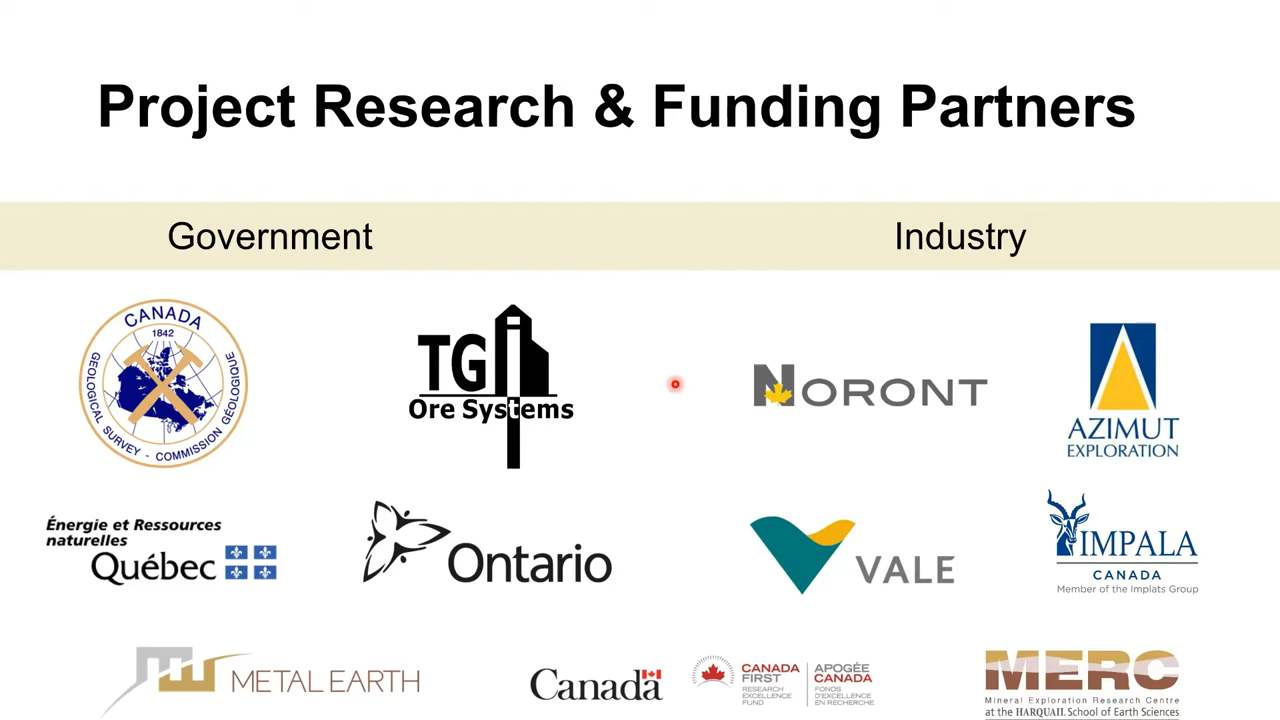 Project Research & Funding Partners
Government
Industry
CANADA
1842
GEOLOGICAL SURVEY - COMMISSION GÉOLOGIQUE
TGI
Ore Systems
NORONT
AZIMUT
EXPLORATION
Énergie et Ressources
naturelles
Québec
Ontario
VALE
IMPALA
CANADA
Member of the Implats Group
METAL EARTH
Canada
CANADA
FIRST
RESEARCH
EXCELLENCE
FUND
APOGÉE
CANADA
FONDS
D'EXCELLENCE
EN RECHERCHE
MERC
Mineral Exploration Research Centre
at the HARQUAIL School of Earth Sciences